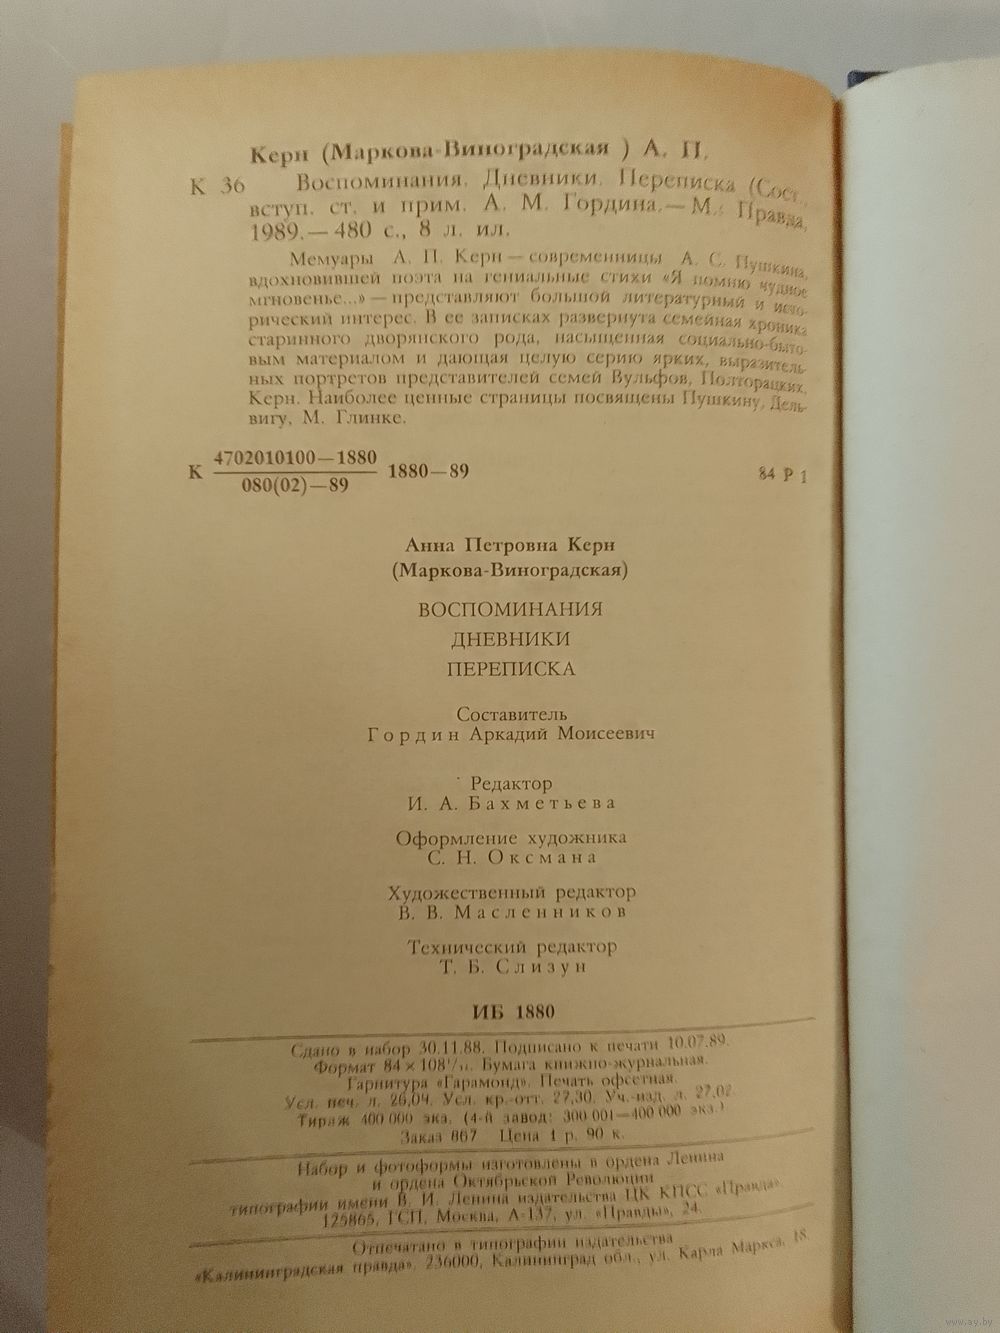 Керн (Маркова-Виноградская ) А. П.
К 36 Воспоминания. Дневники. Переписка (Сост.,
вступ. ст. и прим. А. М. Гордина.— М.: Правда,
1989.— 480 с., 8 л. ил.
Мемуары А. П. Керн — современницы А. С. Пушкина,
вдохновившей поэта на гениальные стихи «Я помню чудное
мгновенье...» — представляют большой литературный и исто-
рический интерес. В ее записках развернута семейная хроника
старинного дворянского рода, насыщенная социально-быто-
вым материалом и дающая целую серию ярких, выразитель-
ных портретов представителей семей Вульфов, Полторацких,
Керн. Наиболее ценные страницы посвящены Пушкину, Дель-
вигу, М. Глинке.
К 4702010100—1880
080(02)—89
1880—89
84 Р 1
Анна Петровна Керн
(Маркова-Виноградская)
ВОСПОМИНАНИЯ
ДНЕВНИКИ
ПЕРЕПИСКА
Составитель
Гордин Аркадий Моисеевич
Редактор
И. А. Бахметьева
Оформление художника
С. Н. Оксмана
Художественный редактор
В. В. Масленников
Технический редактор
Т. Б. Слизун
ИБ 1880
Сдано в набор 30.11.88. Подписано к печати 10.07.89.
Формат 84 × 108¹/₃₂. Бумага книжно-журнальная.
Гарнитура «Гарамонд». Печать офсетная.
Усл. печ. л. 26,04. Усл. кр.-отт. 27,30. Уч.-изд. л. 27,02.
Тираж 400 000 экз. (4-й завод: 300 001—400 000 экз.)
Заказ 867 Цена 1 р. 90 к.
Набор и фотоформы изготовлены в ордена Ленина
и ордена Октябрьской Революции
типографии имени В. И. Ленина издательства ЦК КПСС «Правда».
125865, ГСП, Москва, А-137, ул. «Правды», 24.
Отпечатано в типографии издательства
«Калининградская правда», 236000, Калининград обл., ул. Карла Маркса, 18.
www.ay.by